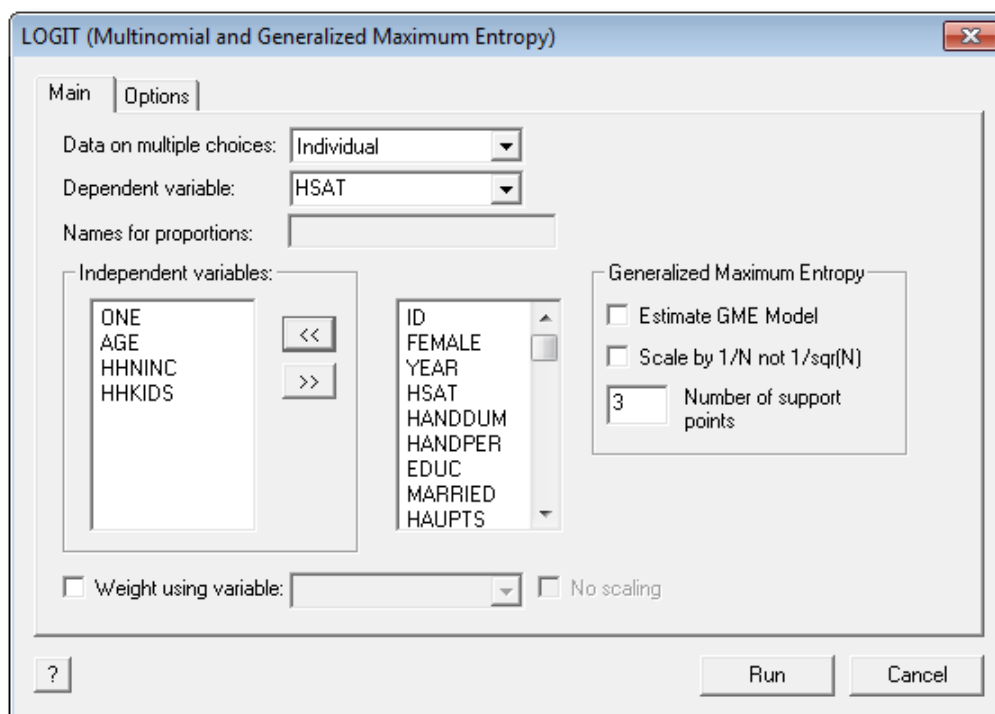 LOGIT (Multinomial and Generalized Maximum Entropy)
Main
Options
Data on multiple choices: Individual
Dependent variable: HSAT
Names for proportions:
Independent variables:
ONE
AGE
HHNINC
HHKIDS
<<
>>
ID
FEMALE
YEAR
HSAT
HANDDUM
HANDPER
EDUC
MARRIED
HAUPTS
Generalized Maximum Entropy
Estimate GME Model
Scale by 1/N not 1/sqr(N)
3 Number of support
points
Weight using variable:
No scaling
?
Run
Cancel